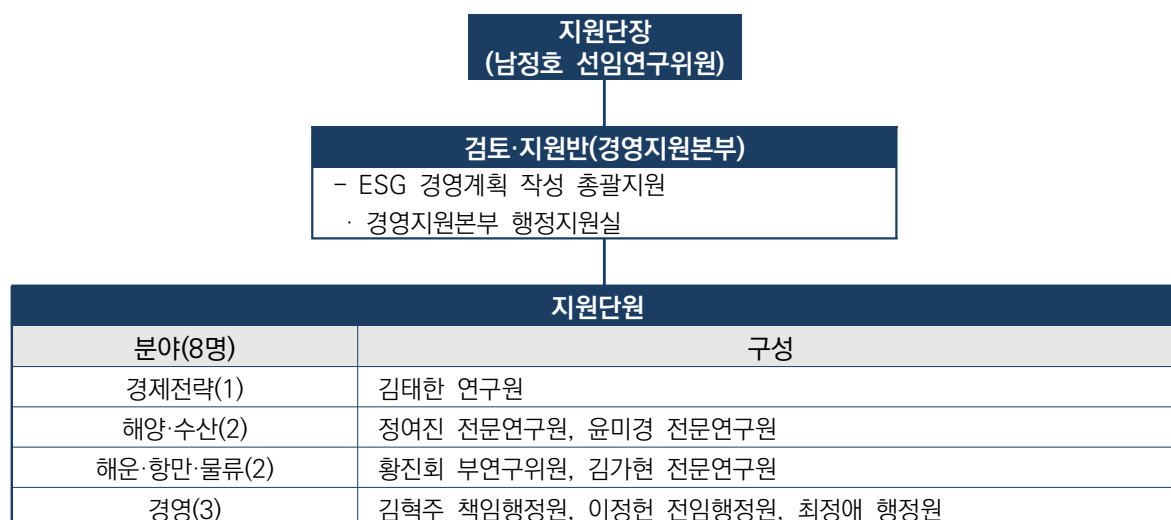 지원단장
(남정호 선임연구위원)
검토·지원반(경영지원본부)
- ESG 경영계획 작성 총괄지원
· 경영지원본부 행정지원실
지원단원
분야(8명) 구성
경제전략(1) 김태한 연구원
해양·수산(2) 정여진 전문연구원, 윤미경 전문연구원
해운·항만·물류(2) 황진회 부연구위원, 김가현 전문연구원
경영(3) 김혁주 책임행정원, 이정헌 전임행정원, 최정애 행정원